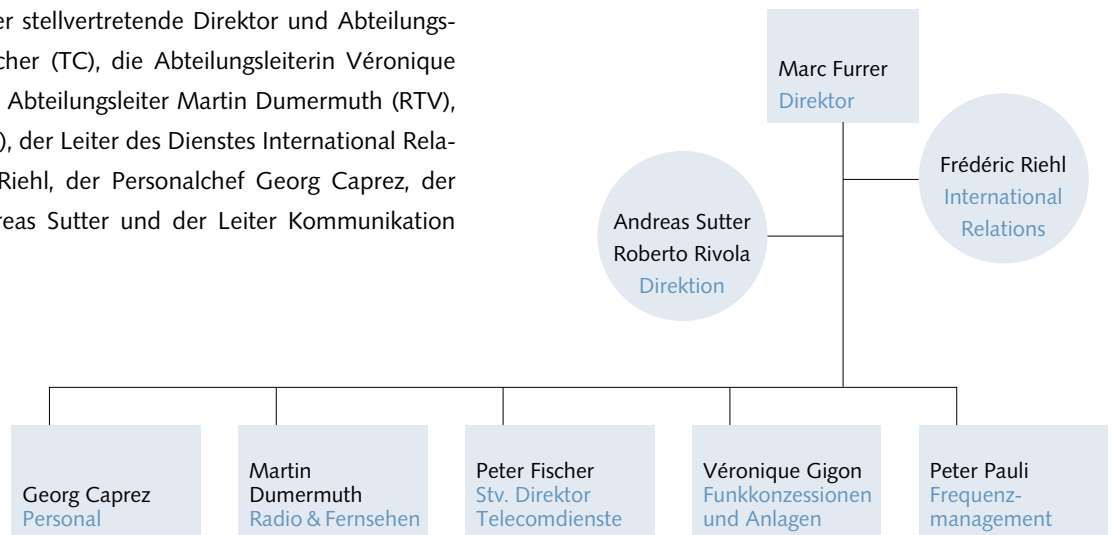 er stellvertretende Direktor und Abteilungs-
cher (TC), die Abteilungsleiterin Véronique
Abteilungsleiter Martin Dumermuth (RTV),
), der Leiter des Dienstes International Rela-
Riehl, der Personalchef Georg Caprez, der
reas Sutter und der Leiter Kommunikation
Marc Furrer
Direktor
Frédéric Riehl
International
Relations
Andreas Sutter
Roberto Rivola
Direktion
Georg Caprez
Personal
Martin
Dumermuth
Radio & Fernsehen
Peter Fischer
Stv. Direktor
Telecomdienste
Véronique Gigon
Funkkonzessionen
und Anlagen
Peter Pauli
Frequenz-
management